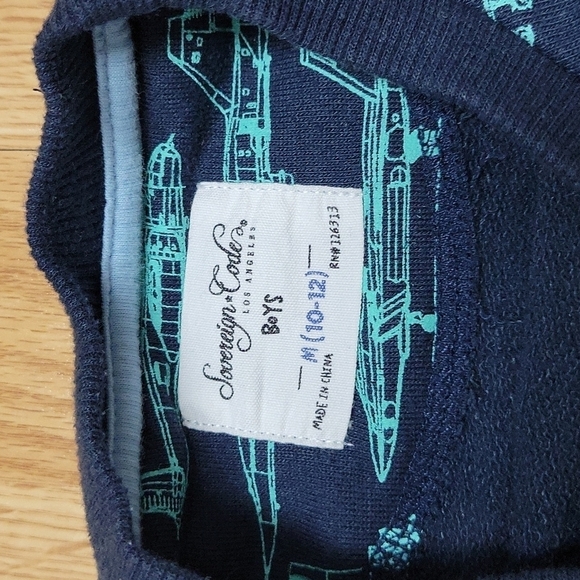 Sovereign★Code®
LOS ANGELES
BOYS
— M (10-12) —
MADE IN CHINA RN# 126313